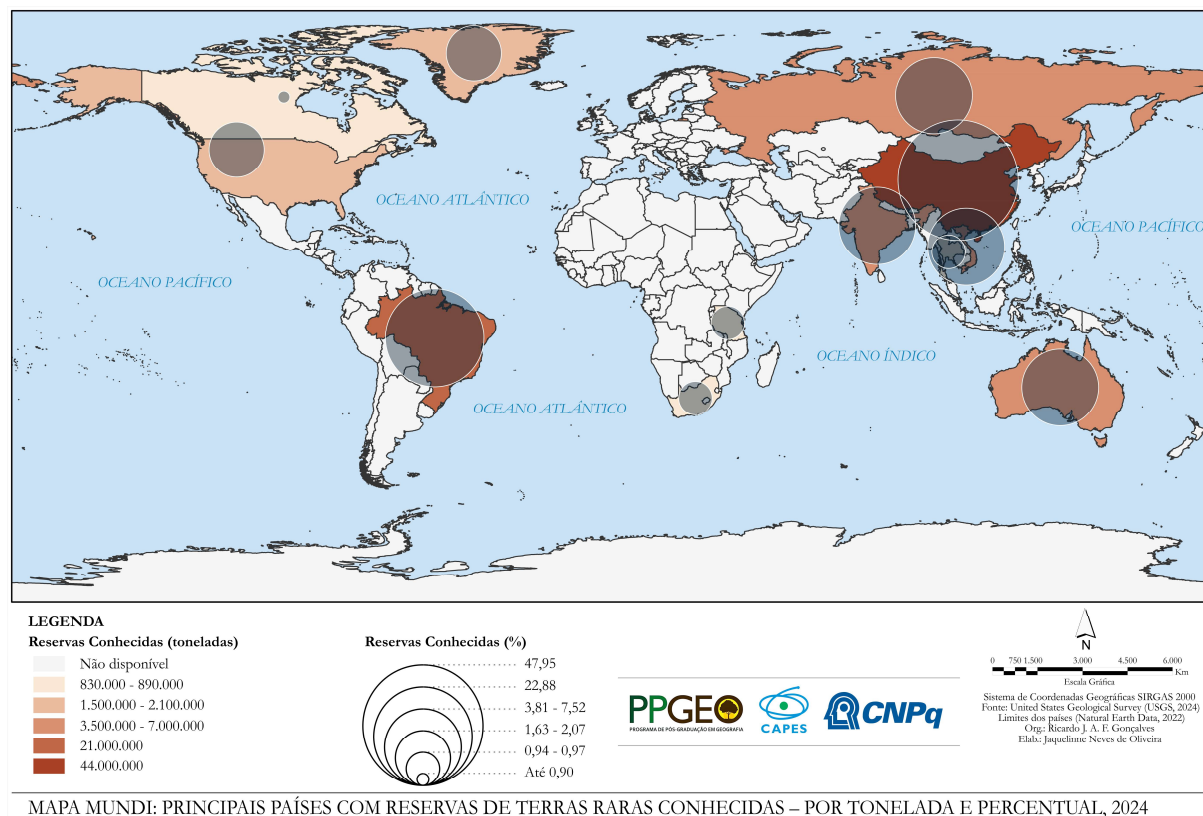 OCEANO ATLÂNTICO
OCEANO PACÍFICO
OCEANO PACÍFICO
OCEANO ÍNDICO
OCEANO ATLÂNTICO
LEGENDA
Reservas Conhecidas (toneladas)
Não disponível
830.000 - 890.000
1.500.000 - 2.100.000
3.500.000 - 7.000.000
21.000.000
44.000.000
Reservas Conhecidas (%)
47,95
22,88
3,81 - 7,52
1,63 - 2,07
0,94 - 0,97
Até 0,90
PPGEO
PROGRAMA DE PÓS-GRADUAÇÃO EM GEOGRAFIA
CAPES
CNPq
N
0 750 1.500 3.000 4.500 6.000
Km
Escala Gráfica
Sistema de Coordenadas Geográficas SIRGAS 2000
Fonte: United States Geological Survey (USGS, 2024)
Limites dos países (Natural Earth Data, 2022)
Org.: Ricardo J. A. F. Gonçalves
Elab.: Jaquelinne Neves de Oliveira
MAPA MUNDI: PRINCIPAIS PAÍSES COM RESERVAS DE TERRAS RARAS CONHECIDAS – POR TONELADA E PERCENTUAL, 2024